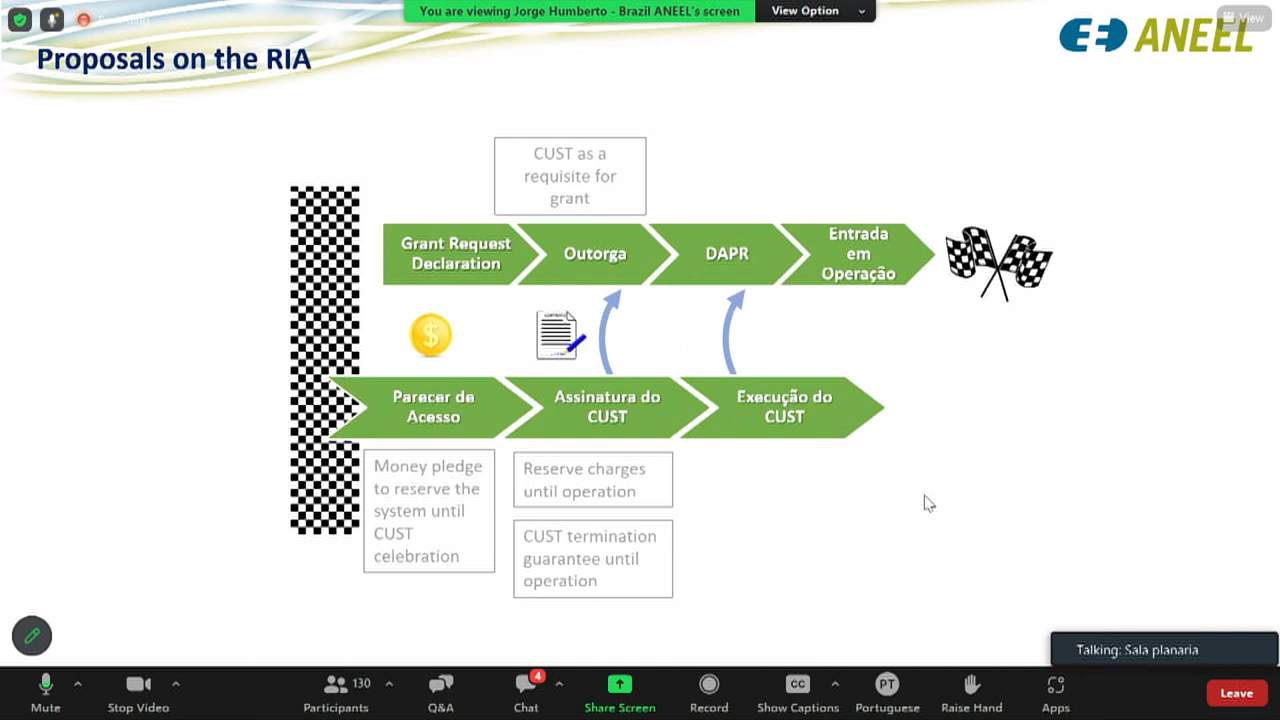 You are viewing Jorge Humberto - Brazil ANEEL's screen
View Option
View
Proposals on the RIA
ANEEL
CUST as a
requisite for
grant
Grant Request
Declaration
Outorga
DAPR
Entrada
em
Operação
$
Parecer de
Acesso
Assinatura do
CUST
Execução do
CUST
Money pledge
to reserve the
system until
CUST
celebration
Reserve charges
until operation
CUST termination
guarantee until
operation
Talking: Sala planaria
Mute
Stop Video
130
Participants
Q&A
4
Chat
Share Screen
Record
CC
Show Captions
PT
Portuguese
Raise Hand
Apps
Leave